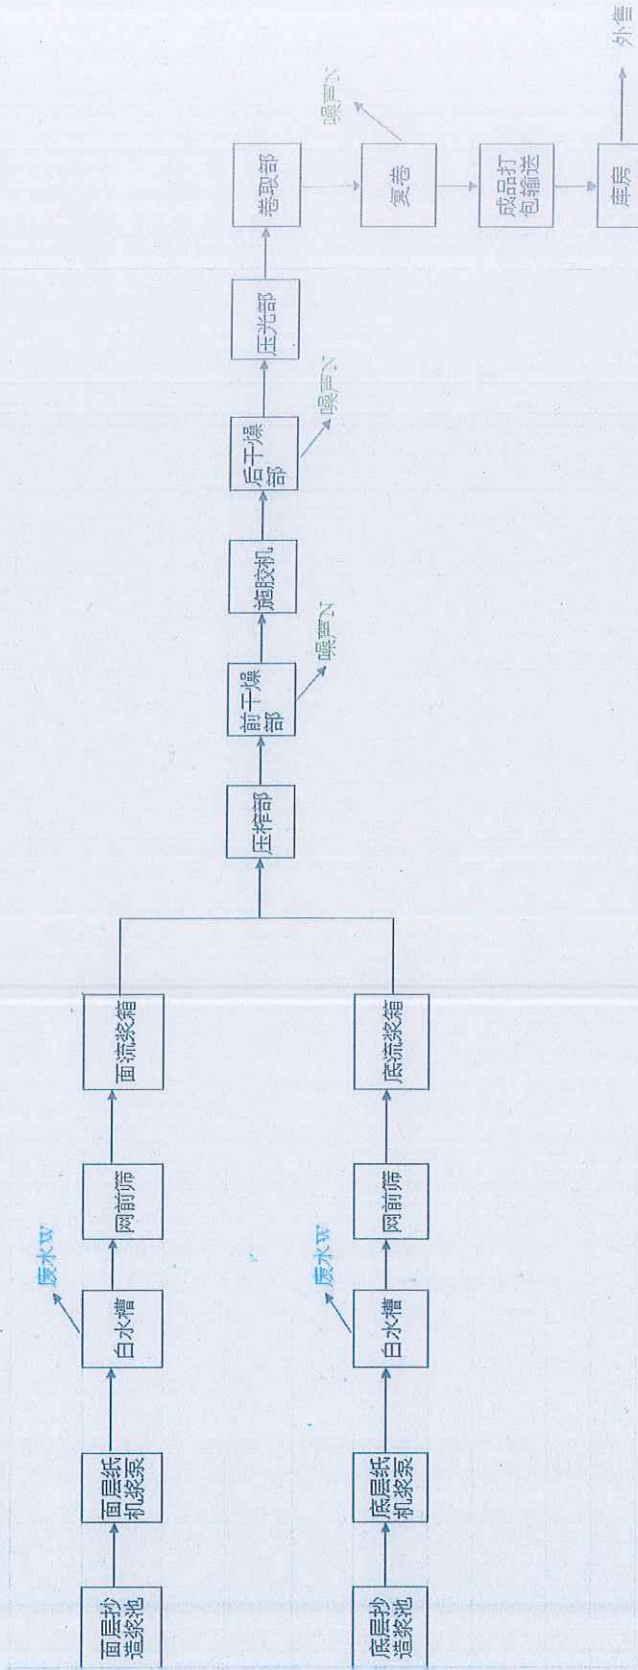 面层抄
造浆池
面层纸
机浆泵
白水槽
废水W
网前筛
面流浆箱
底层抄
造浆池
底层纸
机浆泵
白水槽
废水W
网前筛
底流浆箱
压榨部
前干燥
部
噪声N
施胶机
后干燥
部
噪声N
压光部
卷取部
复卷
噪声N
成品打
包输送
库房
外售